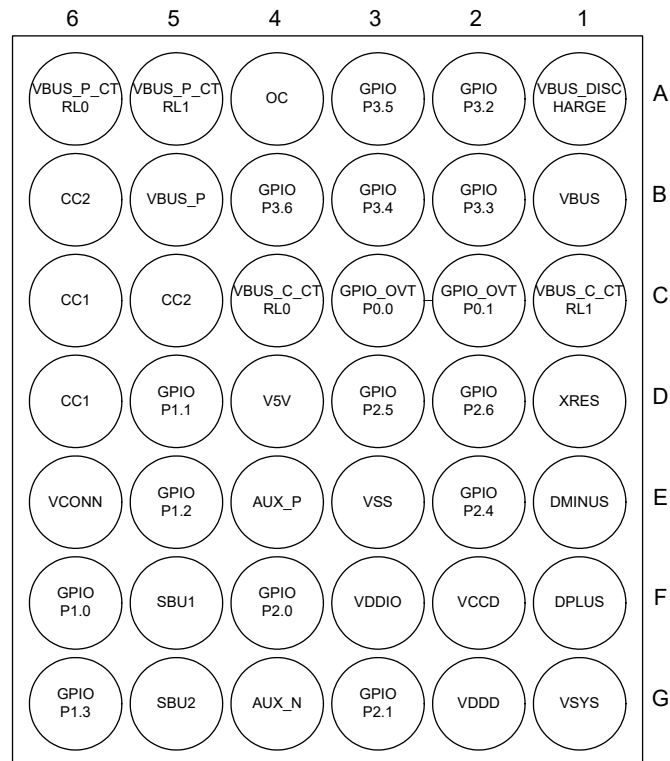 6 5 4 3 2 1
VBUS_P_CT
RL0
VBUS_P_CT
RL1
OC
GPIO
P3.5
GPIO
P3.2
VBUS_DISC
HARGE
A
CC2
VBUS_P
GPIO
P3.6
GPIO
P3.4
GPIO
P3.3
VBUS
B
CC1
CC2
VBUS_C_CT
RL0
GPIO_OVT
P0.0
GPIO_OVT
P0.1
VBUS_C_CT
RL1
C
CC1
GPIO
P1.1
V5V
GPIO
P2.5
GPIO
P2.6
XRES
D
VCONN
GPIO
P1.2
AUX_P
VSS
GPIO
P2.4
DMINUS
E
GPIO
P1.0
SBU1
GPIO
P2.0
VDDIO
VCCD
DPLUS
F
GPIO
P1.3
SBU2
AUX_N
GPIO
P2.1
VDDD
VSYS
G